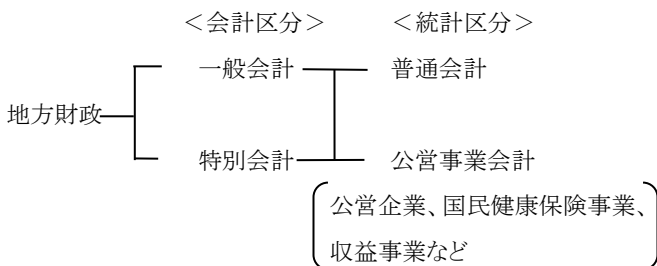 ＜会計区分＞ ＜統計区分＞
一般会計 普通会計
地方財政
特別会計 公営事業会計
公営企業、国民健康保険事業、
収益事業など